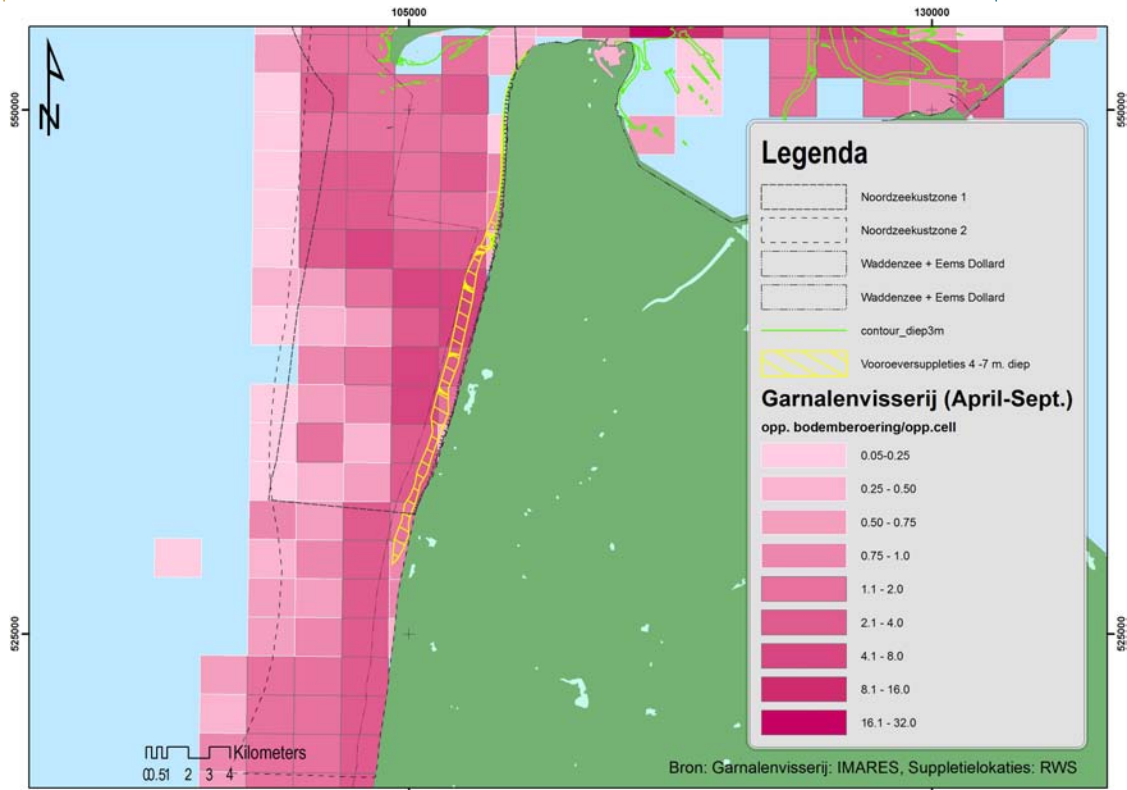 105000
130000
550000
550000
N
Legenda
Noordzeekustzone 1
Noordzeekustzone 2
Waddenzee + Eems Dollard
Waddenzee + Eems Dollard
contour_diep3m
Vooroeversuppleties 4 -7 m. diep
Garnalenvisserij (April-Sept.)
opp. bodemberoering/opp.cell
0.05-0.25
0.25 - 0.50
0.50 - 0.75
0.75 - 1.0
1.1 - 2.0
2.1 - 4.0
4.1 - 8.0
8.1 - 16.0
16.1 - 32.0
525000
525000
Kilometers
00.51 2 3 4
Bron: Garnalenvisserij: IMARES, Suppletielokaties: RWS